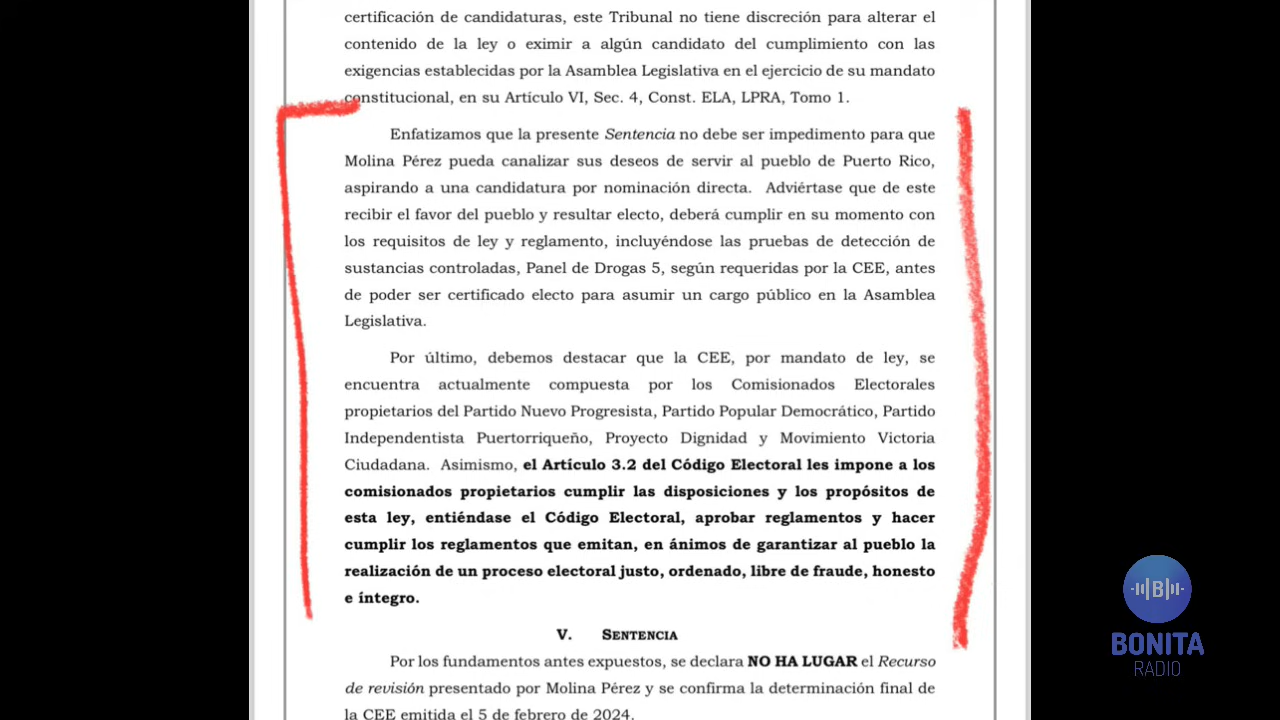 certificación de candidaturas, este Tribunal no tiene discreción para alterar el
contenido de la ley o eximir a algún candidato del cumplimiento con las
exigencias establecidas por la Asamblea Legislativa en el ejercicio de su mandato
constitucional, en su Artículo VI, Sec. 4, Const. ELA, LPRA, Tomo 1.
Enfatizamos que la presente Sentencia no debe ser impedimento para que
Molina Pérez pueda canalizar sus deseos de servir al pueblo de Puerto Rico,
aspirando a una candidatura por nominación directa. Adviértase que de este
recibir el favor del pueblo y resultar electo, deberá cumplir en su momento con
los requisitos de ley y reglamento, incluyéndose las pruebas de detección de
sustancias controladas, Panel de Drogas 5, según requeridas por la CEE, antes
de poder ser certificado electo para asumir un cargo público en la Asamblea
Legislativa.
Por último, debemos destacar que la CEE, por mandato de ley, se
encuentra actualmente compuesta por los Comisionados Electorales
propietarios del Partido Nuevo Progresista, Partido Popular Democrático, Partido
Independentista Puertorriqueño, Proyecto Dignidad y Movimiento Victoria
Ciudadana. Asimismo, el Artículo 3.2 del Código Electoral les impone a los
comisionados propietarios cumplir las disposiciones y los propósitos de
esta ley, entiéndase el Código Electoral, aprobar reglamentos y hacer
cumplir los reglamentos que emitan, en ánimos de garantizar al pueblo la
realización de un proceso electoral justo, ordenado, libre de fraude, honesto
e íntegro.
V. SENTENCIA
Por los fundamentos antes expuestos, se declara NO HA LUGAR el Recurso
de revisión presentado por Molina Pérez y se confirma la determinación final de
la CEE emitida el 5 de febrero de 2024.
B
BONITA
RADIO